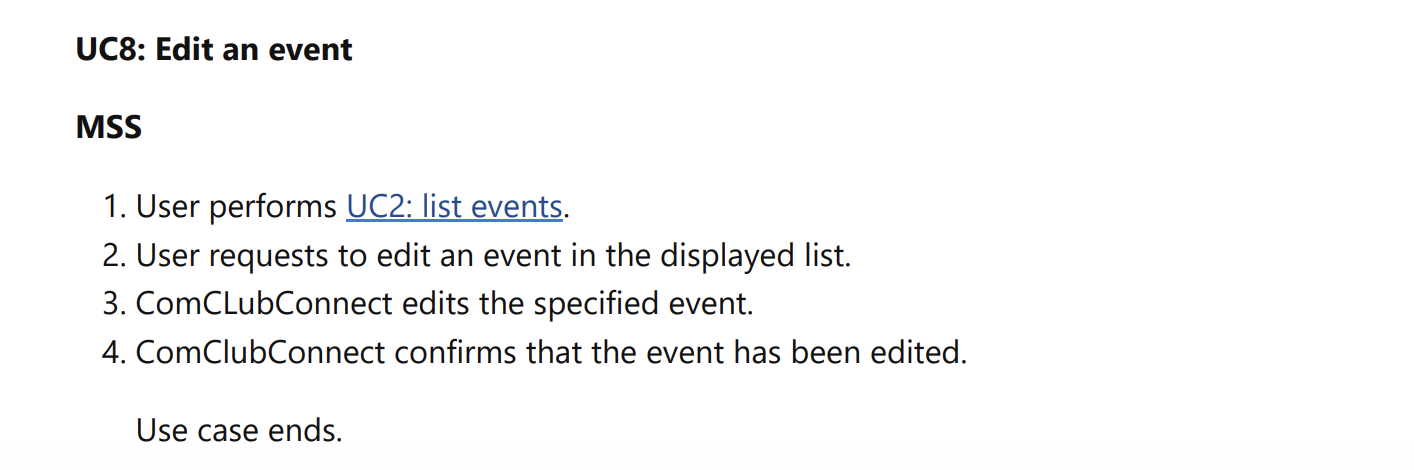 UC8: Edit an event
MSS
1. User performs UC2: list events.
2. User requests to edit an event in the displayed list.
3. ComCLubConnect edits the specified event.
4. ComClubConnect confirms that the event has been edited.
Use case ends.